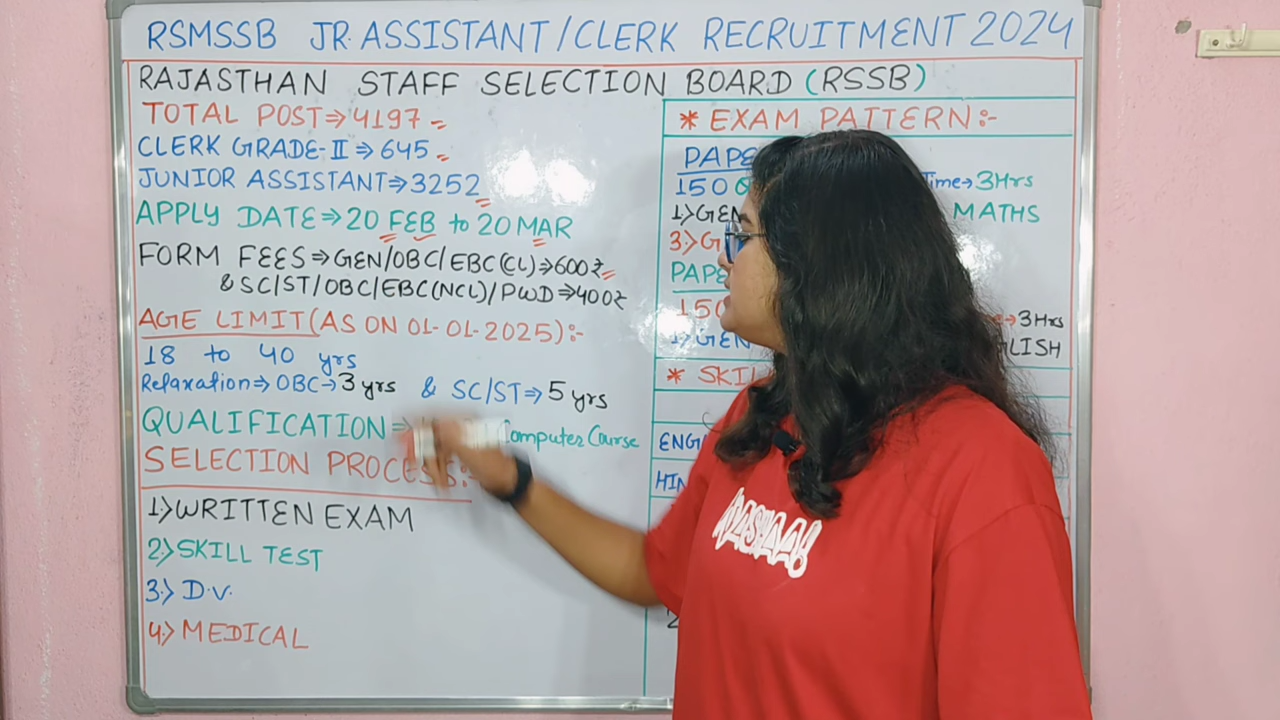 RSMSSB JR. ASSISTANT/CLERK RECRUITMENT 2024
RAJASTHAN STAFF SELECTION BOARD (RSSB)
TOTAL POST⇒4197
CLERK GRADE-II⇒645
JUNIOR ASSISTANT⇒3252
APPLY DATE⇒20 FEB to 20 MAR
FORM FEES⇒GEN/OBC/EBC(CL)⇒600₹
& SC/ST/OBC/EBC(NCL)/PWD⇒400₹
AGE LIMIT(AS ON 01-01-2025):-
18 to 40 yrs
Relaxation⇒OBC→3 yrs & SC/ST⇒5 yrs
QUALIFICATION⇒ Computer Course
SELECTION PROCESS:-
1.>WRITTEN EXAM
2.>SKILL TEST
3.> D.V.
4.> MEDICAL
* EXAM PATTERN:-
Time→3Hrs
150
MATHS
150
→3Hrs
*